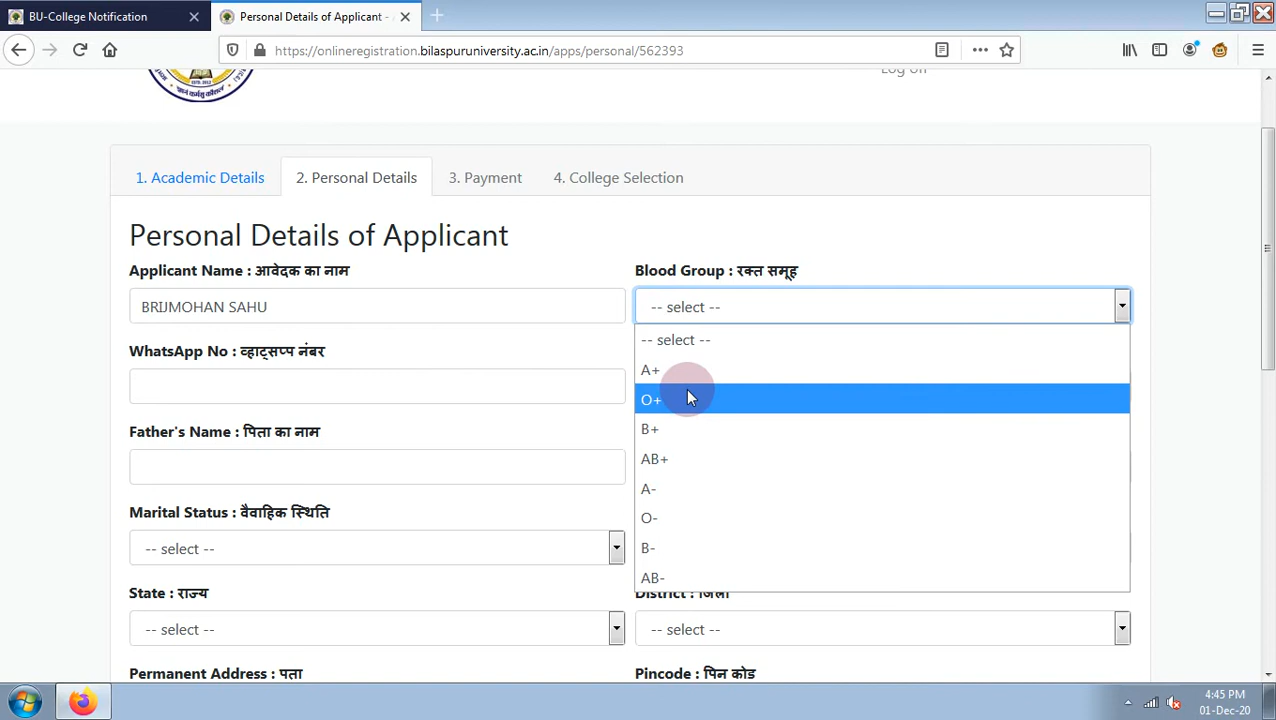 BU-College Notification
Personal Details of Applicant - A
https://onlineregistration.bilaspuruniversity.ac.in/apps/personal/562393
Log off
1. Academic Details
2. Personal Details
3. Payment
4. College Selection
Personal Details of Applicant
Applicant Name : आवेदक का नाम
Blood Group : रक्त समूह
BRIJMOHAN SAHU
-- select --
-- select --
A+
O+
B+
AB+
A-
O-
B-
AB-
WhatsApp No : व्हाट्सप्प नंबर
Father's Name : पिता का नाम
Marital Status : वैवाहिक स्थिति
-- select --
State : राज्य
District : जिला
-- select --
-- select --
Permanent Address : पता
Pincode : पिन कोड
4:45 PM
01-Dec-20